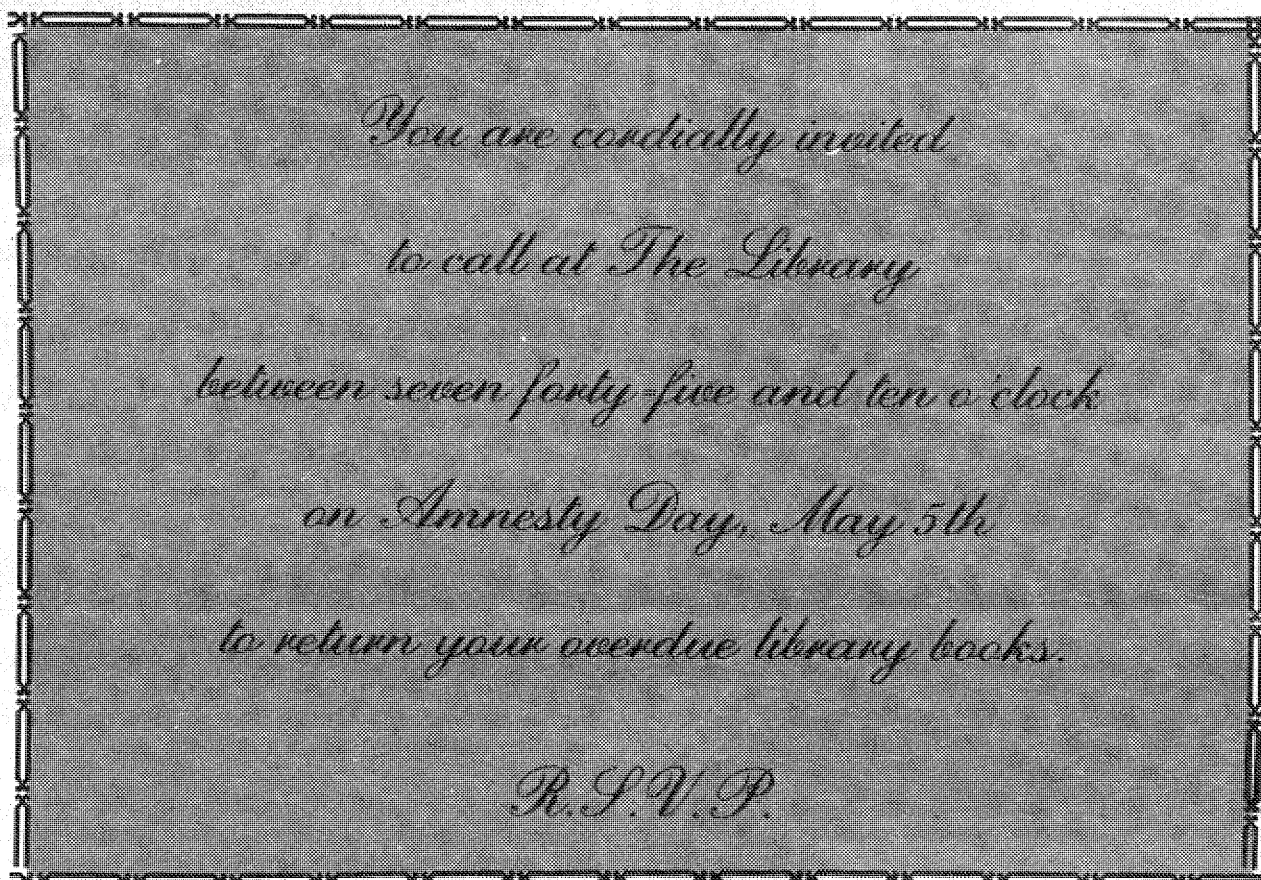 You are cordially invited
to call at The Library
between seven forty-five and ten o'clock
on Amnesty Day, May 5th
to return your overdue library books.
R.S.V.P.